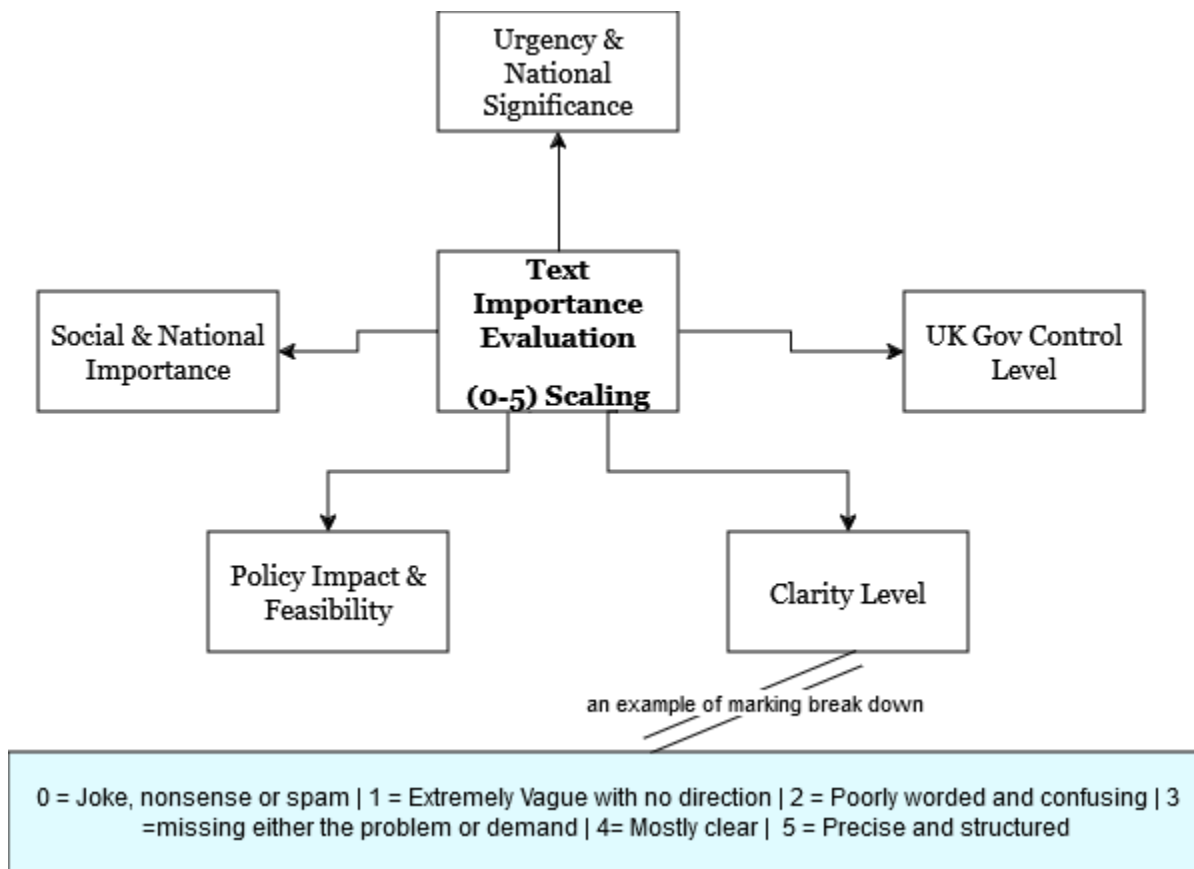 Urgency &
National
Significance
Text
Importance
Evaluation
(0-5) Scaling
Social & National
Importance
UK Gov Control
Level
Policy Impact &
Feasibility
Clarity Level
an example of marking break down
0 = Joke, nonsense or spam | 1 = Extremely Vague with no direction | 2 = Poorly worded and confusing | 3
=missing either the problem or demand | 4= Mostly clear |  5 = Precise and structured